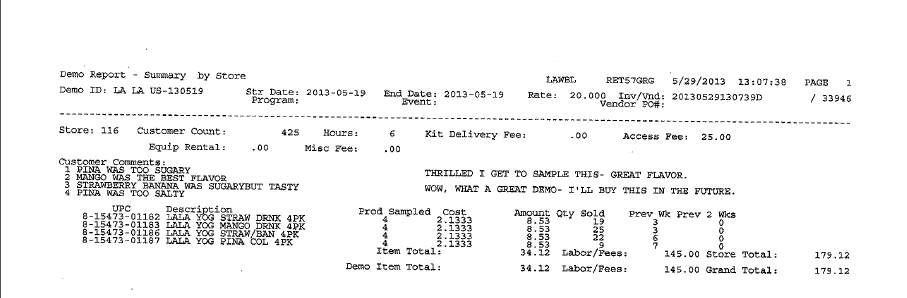 Demo Report - Summary by Store
LAWBL RET57GRG 5/29/2013 13:07:38 PAGE 1
Demo ID: LA LA US-130519 Str Date: 2013-05-19 End Date: 2013-05-19 Rate: 20.000 Inv/Vnd: 20130529130739D / 33946
Program: Event: Vendor PO#:
Store: 116 Customer Count: 425 Hours: 6 Kit Delivery Fee: .00 Access Fee: 25.00
Equip Rental: .00 Misc Fee: .00
Customer Comments:
1 PINA WAS TOO SUGARY THRILLED I GET TO SAMPLE THIS- GREAT FLAVOR.
2 MANGO WAS THE BEST FLAVOR
3 STRAWBERRY BANANA WAS SUGARYBUT TASTY WOW, WHAT A GREAT DEMO- I'LL BUY THIS IN THE FUTURE.
4 PINA WAS TOO SALTY
UPC Description Prod Sampled Cost Amount Qty Sold Prev Wk Prev 2 Wks
8-15473-01182 LALA YOG STRAW DRNK 4PK 4 2.1333 8.53 19 3 0
8-15473-01183 LALA YOG MANGO DRNK 4PK 4 2.1333 8.53 25 3 0
8-15473-01186 LALA YOG STRAW/BAN 4PK 4 2.1333 8.53 22 6 0
8-15473-01187 LALA YOG PINA COL 4PK 4 2.1333 8.53 9 7 0
Item Total: 34.12 Labor/Fees: 145.00 Store Total: 179.12
Demo Item Total: 34.12 Labor/Fees: 145.00 Grand Total: 179.12